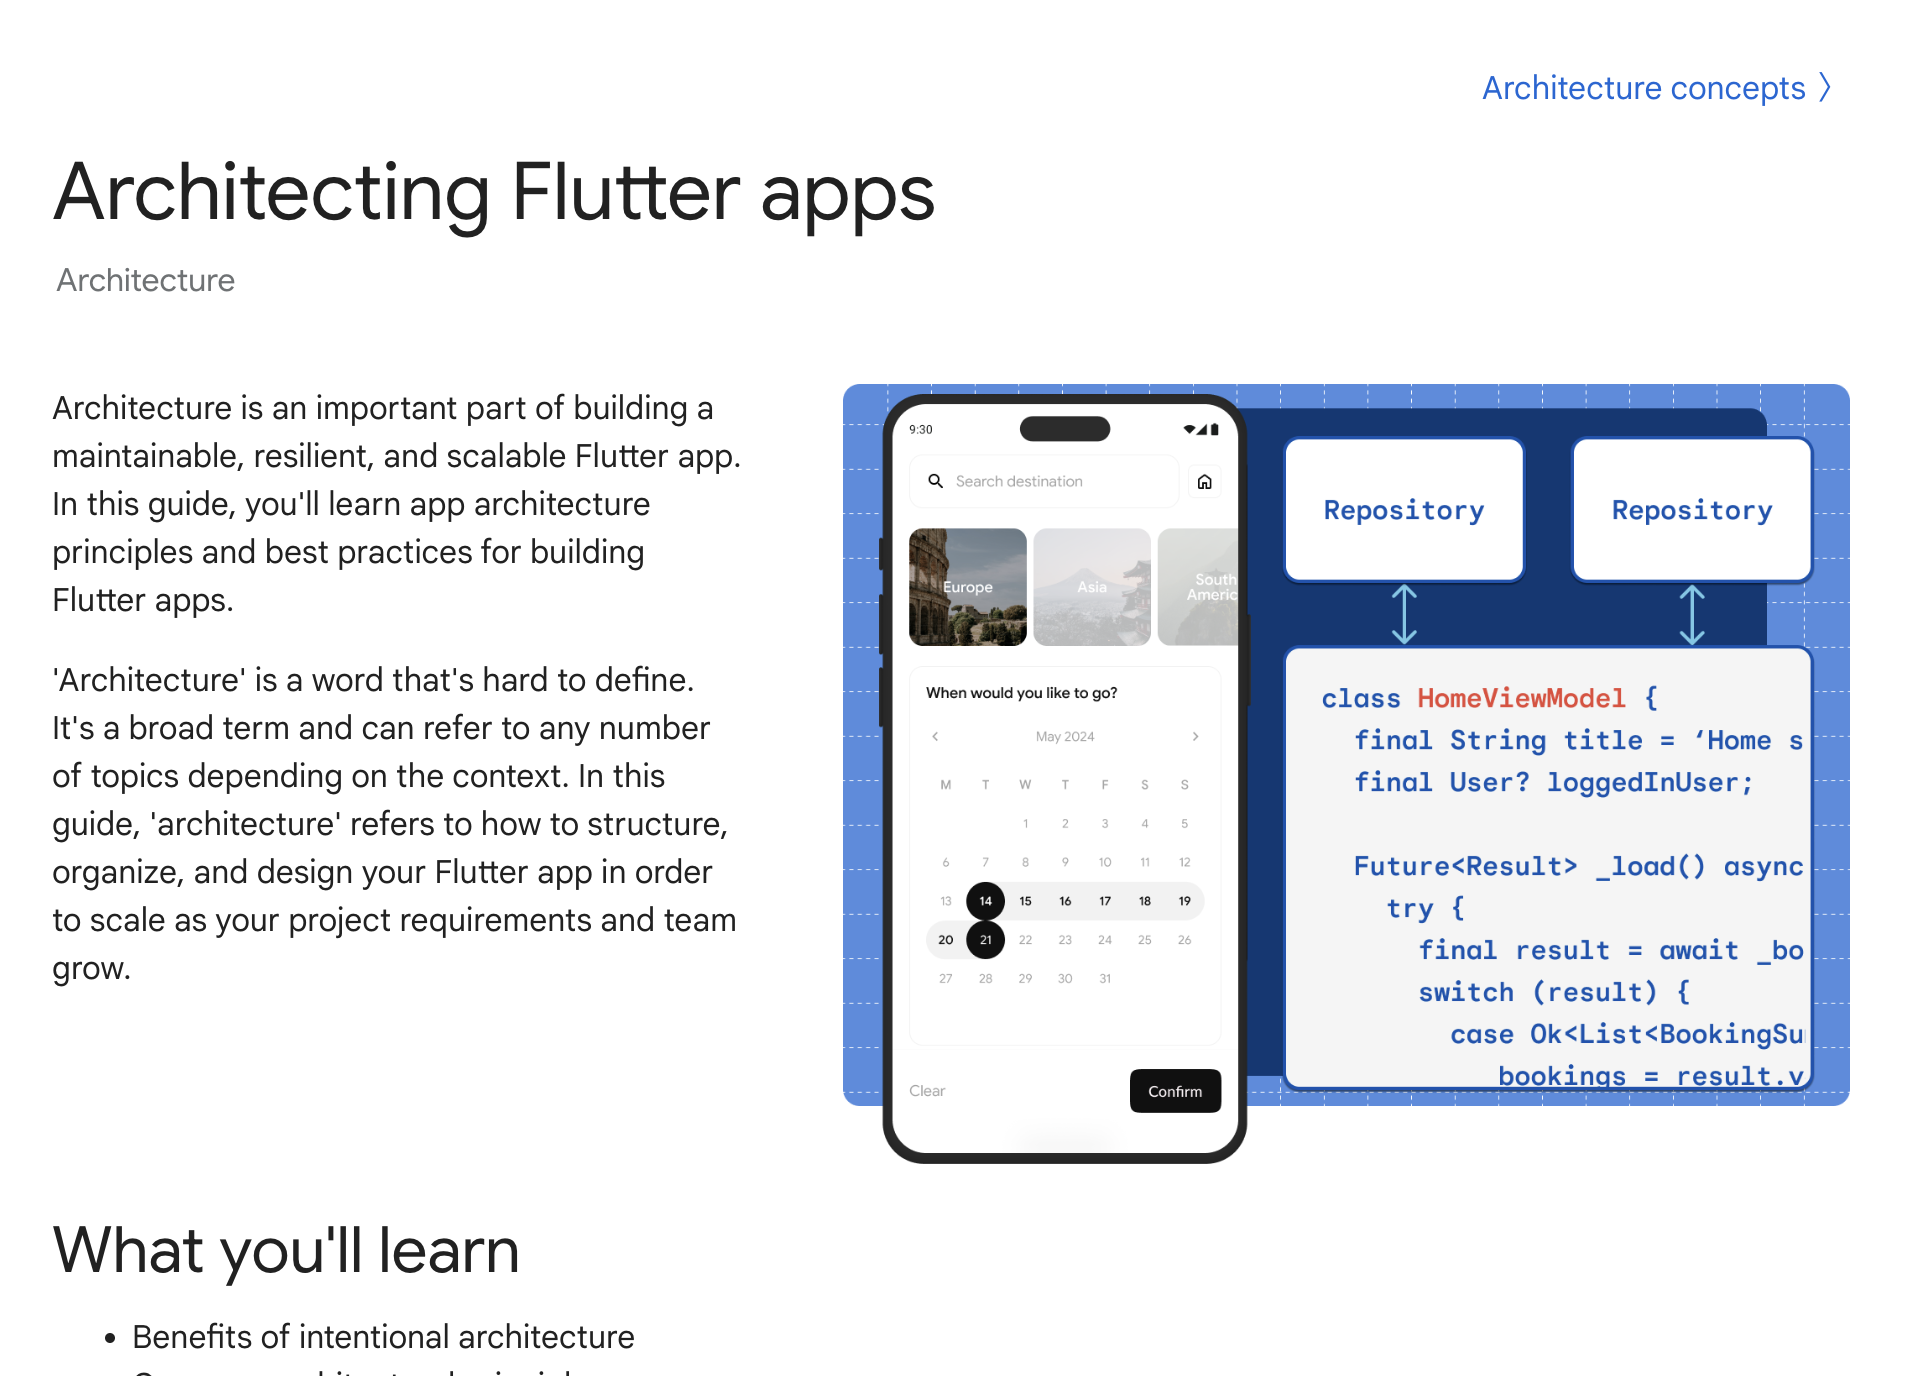 Architecture concepts
Architecting Flutter apps
Architecture
Architecture is an important part of building a
maintainable, resilient, and scalable Flutter app.
In this guide, you'll learn app architecture
principles and best practices for building
Flutter apps.
'Architecture' is a word that's hard to define.
It's a broad term and can refer to any number
of topics depending on the context. In this
guide, 'architecture' refers to how to structure,
organize, and design your Flutter app in order
to scale as your project requirements and team
grow.
9:30
Search destination
Europe
Asia
South
Americ
When would you like to go?
May 2024
M T W T F S S
1 2 3 4 5
6 7 8 9 10 11 12
13 14 15 16 17 18 19
20 21 22 23 24 25 26
27 28 29 30 31
Clear
Confirm
Repository
Repository
class HomeViewModel {
final String title = ‘Home s
final User? loggedInUser;
Future<Result> _load() async
try {
final result = await _bo
switch (result) {
case Ok<List<BookingSu
bookings = result.v
What you'll learn
• Benefits of intentional architecture